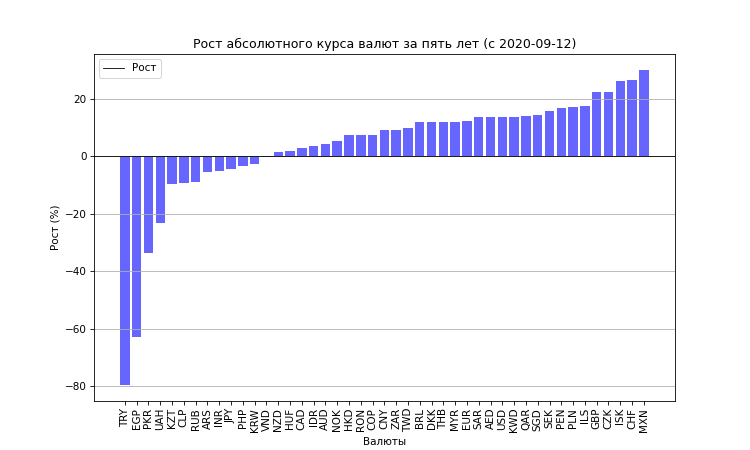 Рост абсолютного курса валют за пять лет (с 2020-09-12)
Рост
20
0
−20
−40
−60
−80
Рост (%)
TRY
EGP
PKR
UAH
KZT
CLP
RUB
ARS
INR
JPY
PHP
KRW
VND
NZD
HUF
CAD
IDR
AUD
NOK
HKD
RON
COP
CNY
ZAR
TWD
BRL
DKK
THB
MYR
EUR
SAR
AED
USD
KWD
QAR
SGD
SEK
PEN
PLN
ILS
GBP
CZK
ISK
CHF
MXN
Валюты